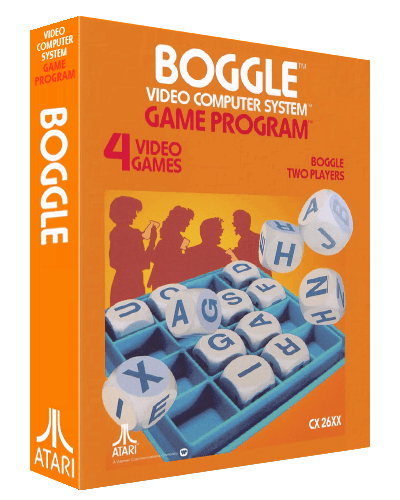 VIDEO
COMPUTER
SYSTEM
GAME
PROGRAM
BOGGLE
ATARI
BOGGLE™
VIDEO COMPUTER SYSTEM™
GAME PROGRAM™
4 VIDEO
GAMES
BOGGLE
TWO PLAYERS
A
B
J
H
N
Z
H
D
F
S
G
A
U
C
A
G
A
A
R
I
U
X
I
E
CX 26XX
ATARI